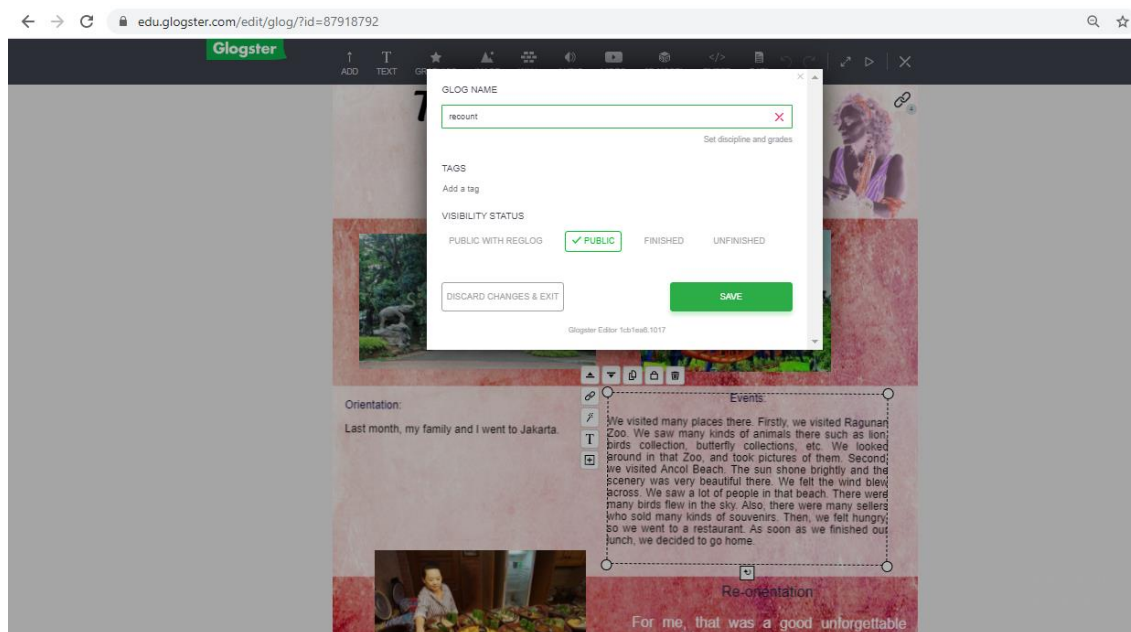 edu.glogster.com/edit/glog/?id=87918792
Glogster
ADD
TEXT
GLOG NAME
recount
Set discipline and grades
TAGS
Add a tag
VISIBILITY STATUS
PUBLIC WITH REGLOG
PUBLIC
FINISHED
UNFINISHED
DISCARD CHANGES & EXIT
SAVE
Glogster Editor
Orientation:
Last month, my family and I went to Jakarta.
Events:
We visited many places there. Firstly, we visited Ragunan
Zoo. We saw many kinds of animals there such as lion,
birds collection, butterfly collections, etc. We looked
around in that Zoo, and took pictures of them. Second,
we visited Ancol Beach. The sun shone brightly and the
scenery was very beautiful there. We felt the wind blew
across. We saw a lot of people in that beach. There were
many birds flew in the sky. Also, there were many sellers
who sold many kinds of souvenirs. Then, we felt hungry,
so we went to a restaurant. As soon as we finished our
lunch, we decided to go home.
Re-orientation
For me, that was a good unforgettable